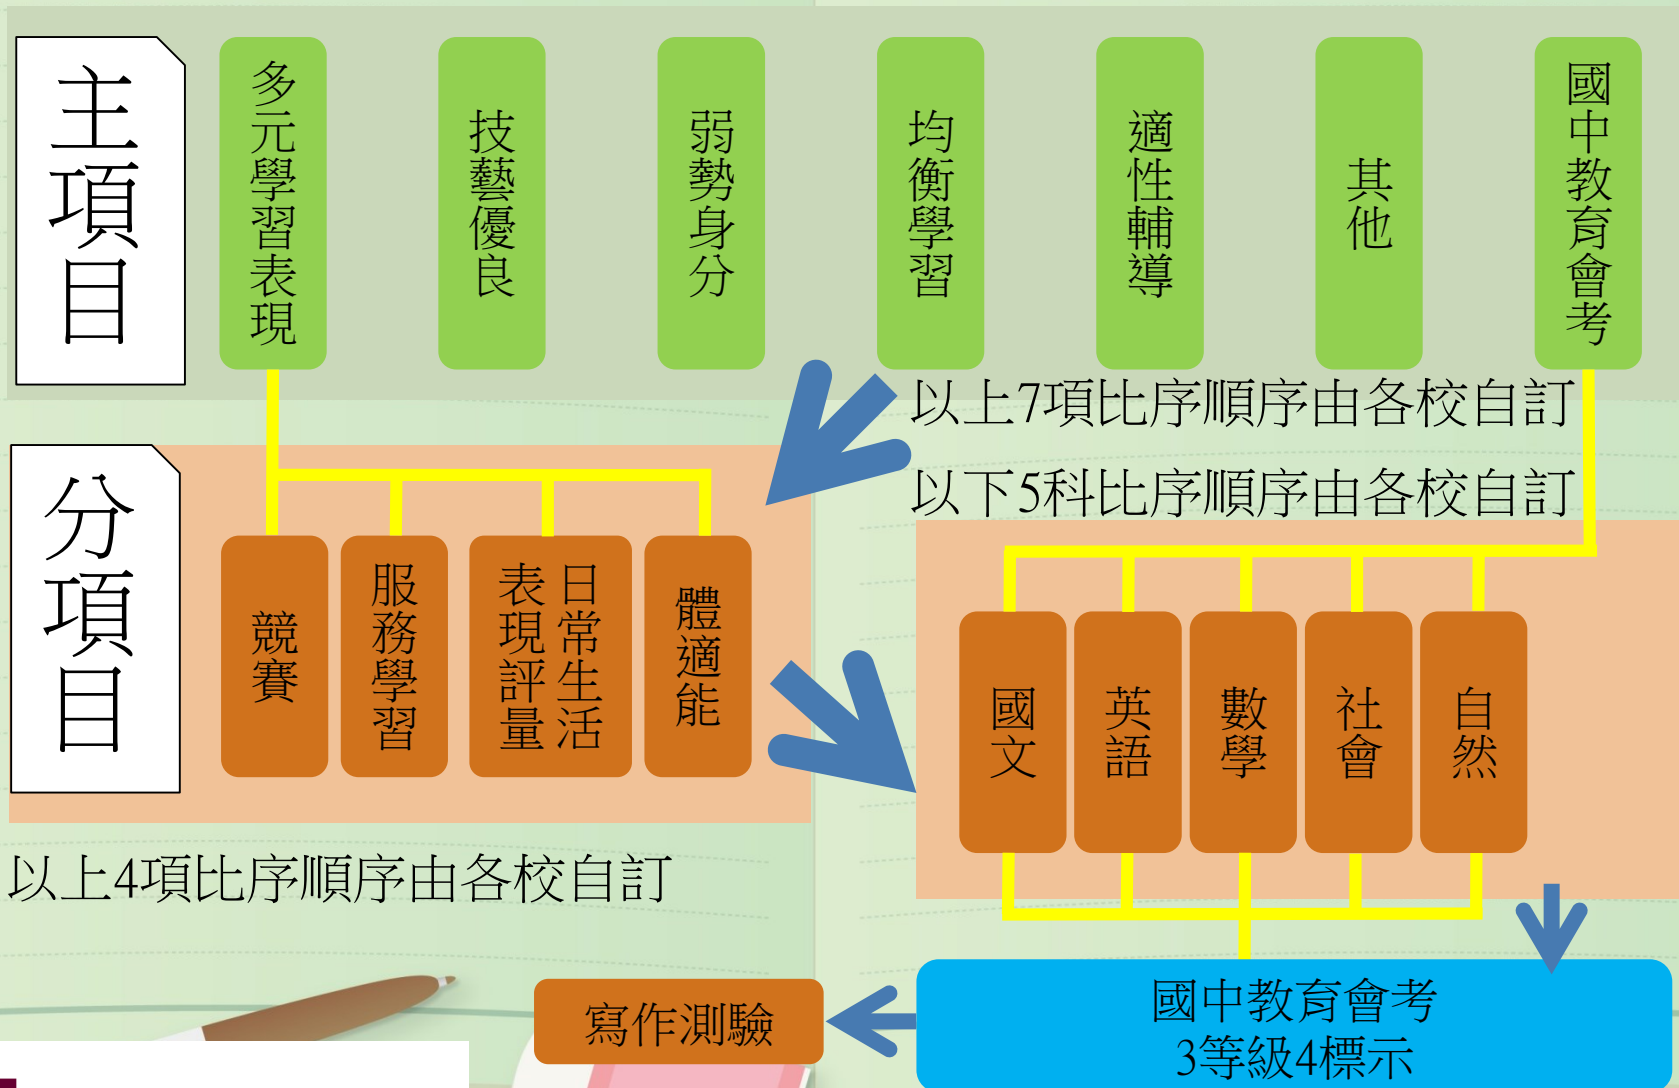 主項目
多元學習表現
技藝優良
弱勢身分
均衡學習
適性輔導
其他
國中教育會考
以上7項比序順序由各校自訂
以下5科比序順序由各校自訂
分項目
競賽
服務學習
日常生活
表現評量
體適能
國文
英語
數學
社會
自然
以上4項比序順序由各校自訂
寫作測驗
國中教育會考
3等級4標示